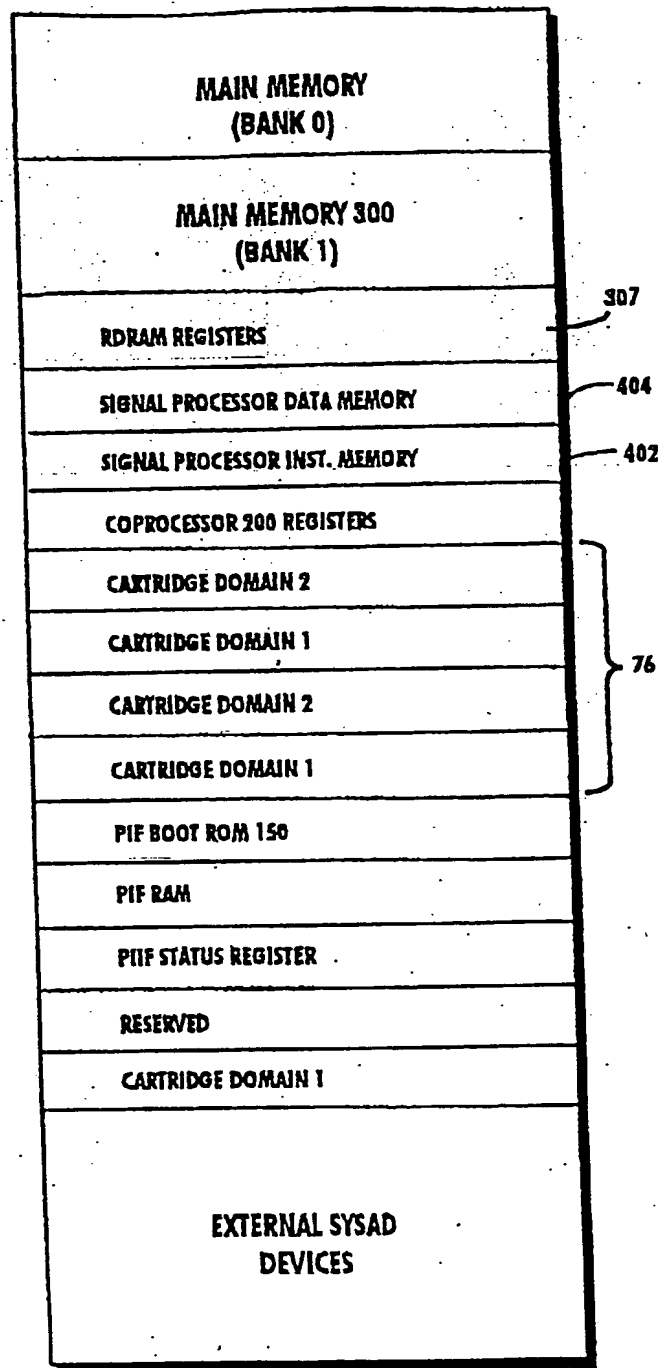 MAIN MEMORY
(BANK 0)
MAIN MEMORY 300
(BANK 1)
307
RDRAM REGISTERS
SIGNAL PROCESSOR DATA MEMORY
404
SIGNAL PROCESSOR INST. MEMORY
402
COPROCESSOR 200 REGISTERS
CARTRIDGE DOMAIN 2
CARTRIDGE DOMAIN 1
76
CARTRIDGE DOMAIN 2
CARTRIDGE DOMAIN 1
PIF BOOT ROM 150
PIF RAM
PIIF STATUS REGISTER
RESERVED
CARTRIDGE DOMAIN 1
EXTERNAL SYSAD
DEVICES